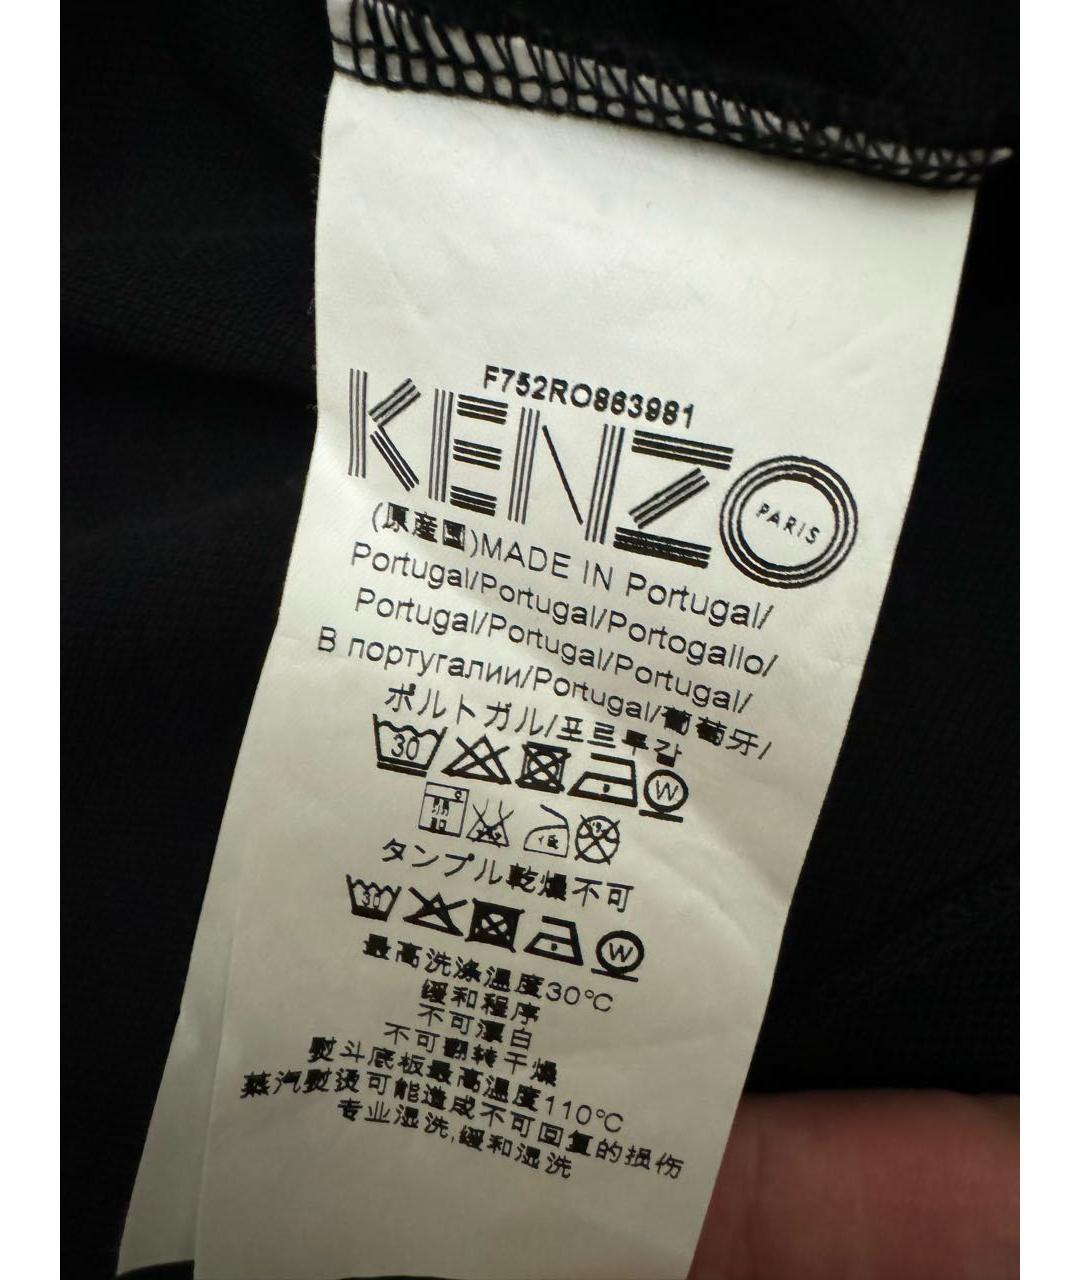 F752RO863981
KENZO
PARIS
(原産国)MADE IN Portugal/
Portugal/Portugal/Portogallo/
Portugal/Portugal/Portugal/
В португалии/Portugal/葡萄牙/
ポルトガル/포르투갈
30 W
タンブル乾燥不可
30 W
最高洗涤温度30℃
缓和程序
不可漂白
不可翻转干燥
熨斗底板最高温度110℃
蒸汽熨烫可能造成不可回复的损伤
专业湿洗,缓和湿洗